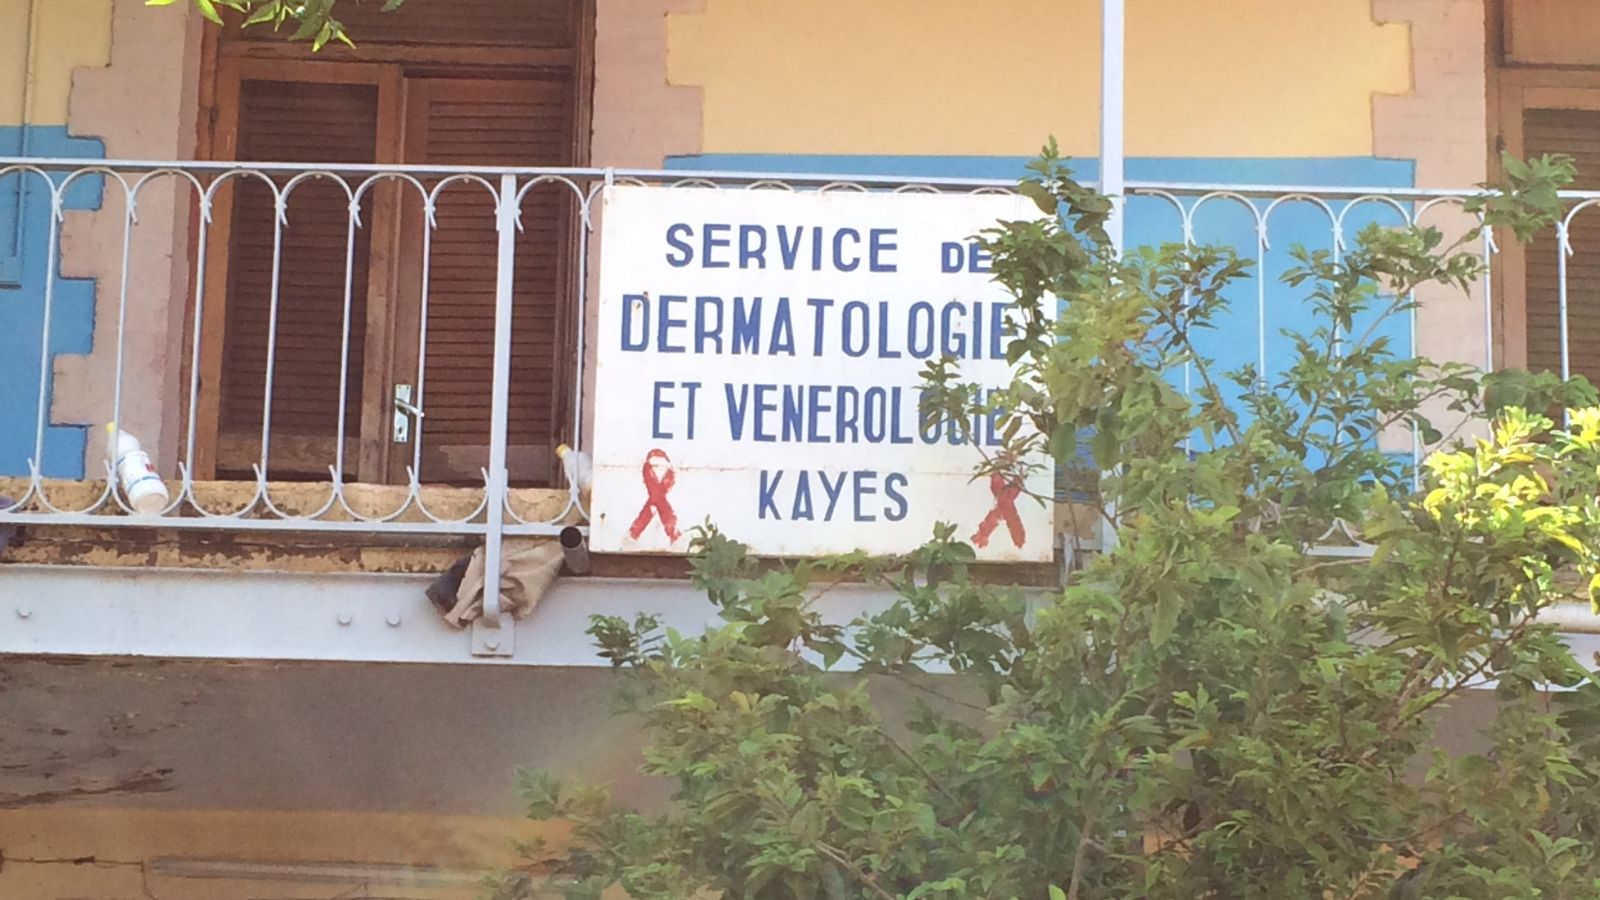 SERVICE DE
DERMATOLOGIE
ET VENEROLOGIE
KAYES